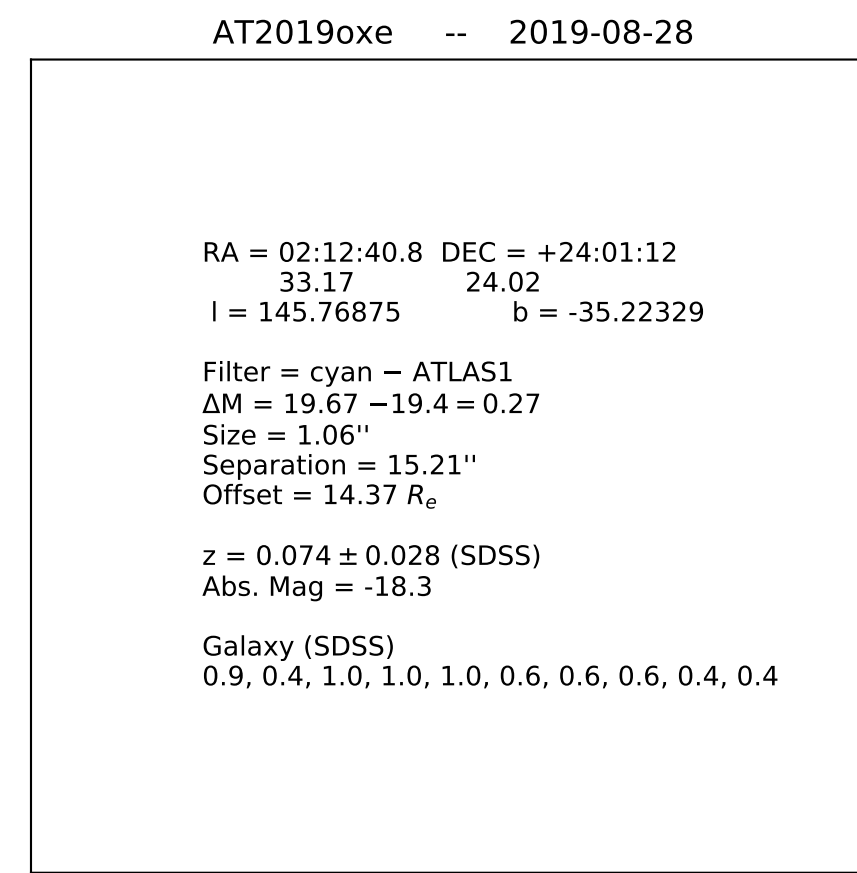 AT2019oxe -- 2019-08-28
RA = 02:12:40.8 DEC = +24:01:12
33.17 24.02
l = 145.76875 b = -35.22329
Filter = cyan − ATLAS1
ΔM = 19.67 −19.4 = 0.27
Size = 1.06''
Separation = 15.21''
Offset = 14.37 Rₑ
z = 0.074 ± 0.028 (SDSS)
Abs. Mag = -18.3
Galaxy (SDSS)
0.9, 0.4, 1.0, 1.0, 1.0, 0.6, 0.6, 0.6, 0.4, 0.4